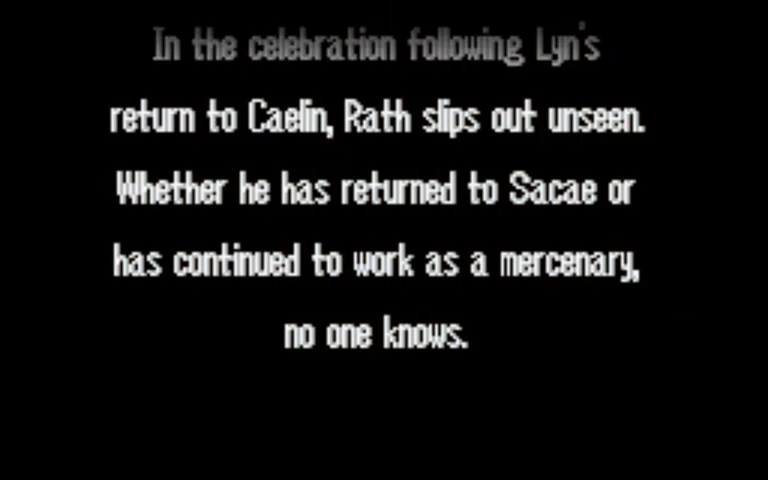 In the celebration following Lyn's
return to Caelin, Rath slips out unseen.
Whether he has returned to Sacae or
has continued to work as a mercenary,
no one knows.